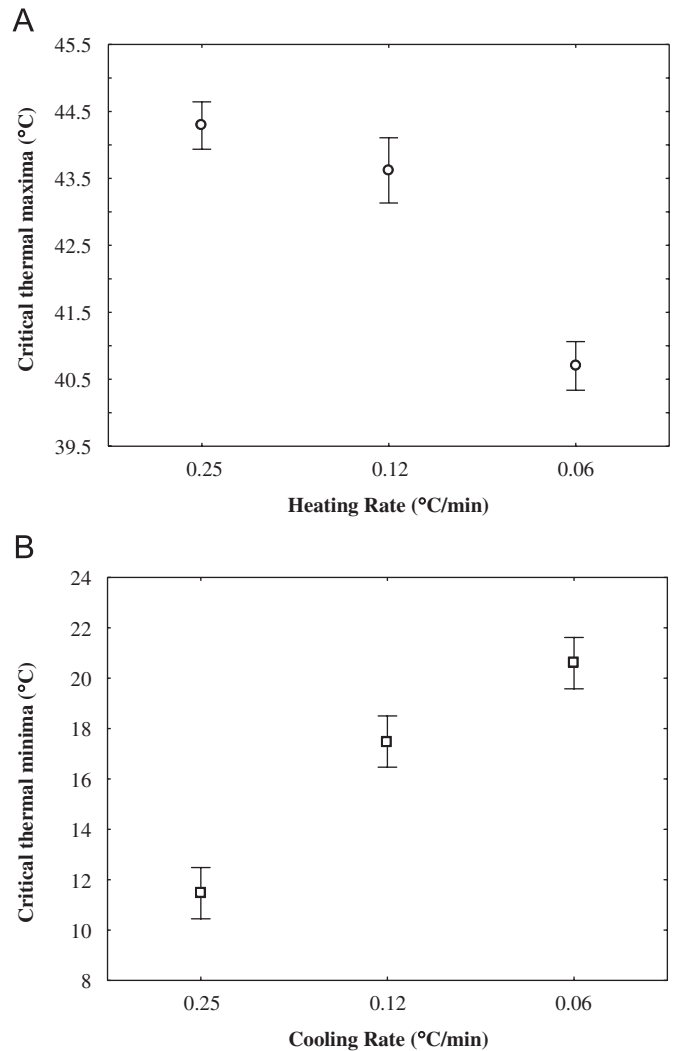 A
45.5
44.5
43.5
42.5
41.5
40.5
39.5
Critical thermal maxima (°C)
0.25 0.12 0.06
Heating Rate (°C/min)
B
24
22
20
18
16
14
12
10
8
Critical thermal minima (°C)
0.25 0.12 0.06
Cooling Rate (°C/min)